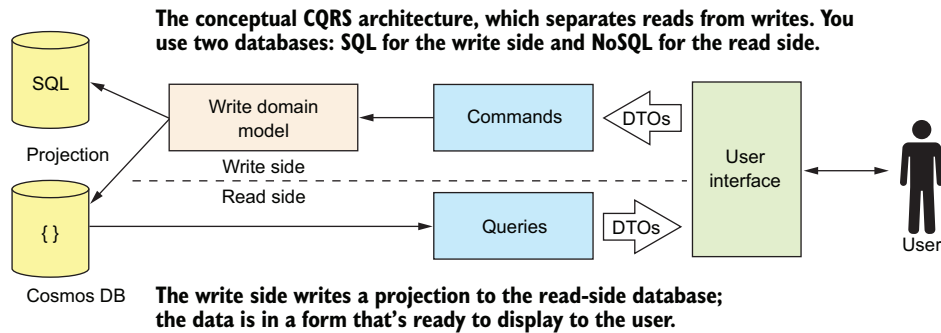 The conceptual CQRS architecture, which separates reads from writes. You
use two databases: SQL for the write side and NoSQL for the read side.
SQL
Write domain
model
Commands
DTOs
User
interface
Projection
Write side
Read side
{ }
Queries
DTOs
User
Cosmos DB
The write side writes a projection to the read-side database;
the data is in a form that's ready to display to the user.